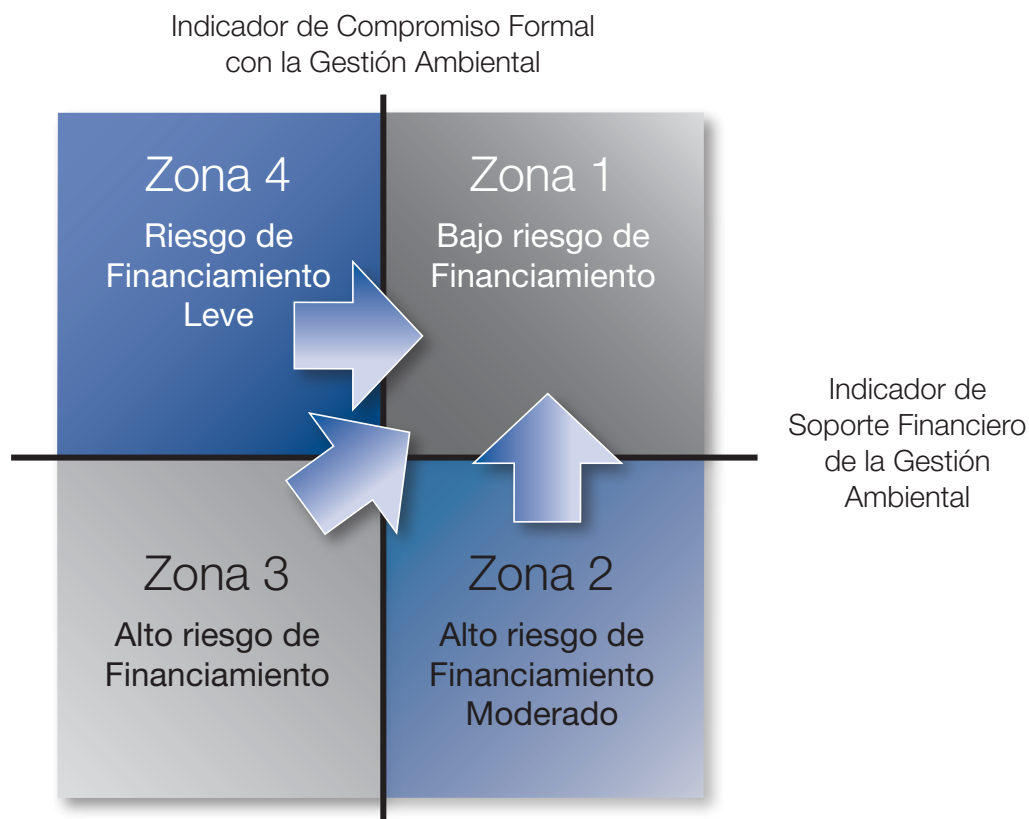 Indicador de Compromiso Formal
con la Gestión Ambiental
Zona 4
Riesgo de
Financiamiento
Leve
Zona 1
Bajo riesgo de
Financiamiento
Indicador de
Soporte Financiero
de la Gestión
Ambiental
Zona 3
Alto riesgo de
Financiamiento
Zona 2
Alto riesgo de
Financiamiento
Moderado